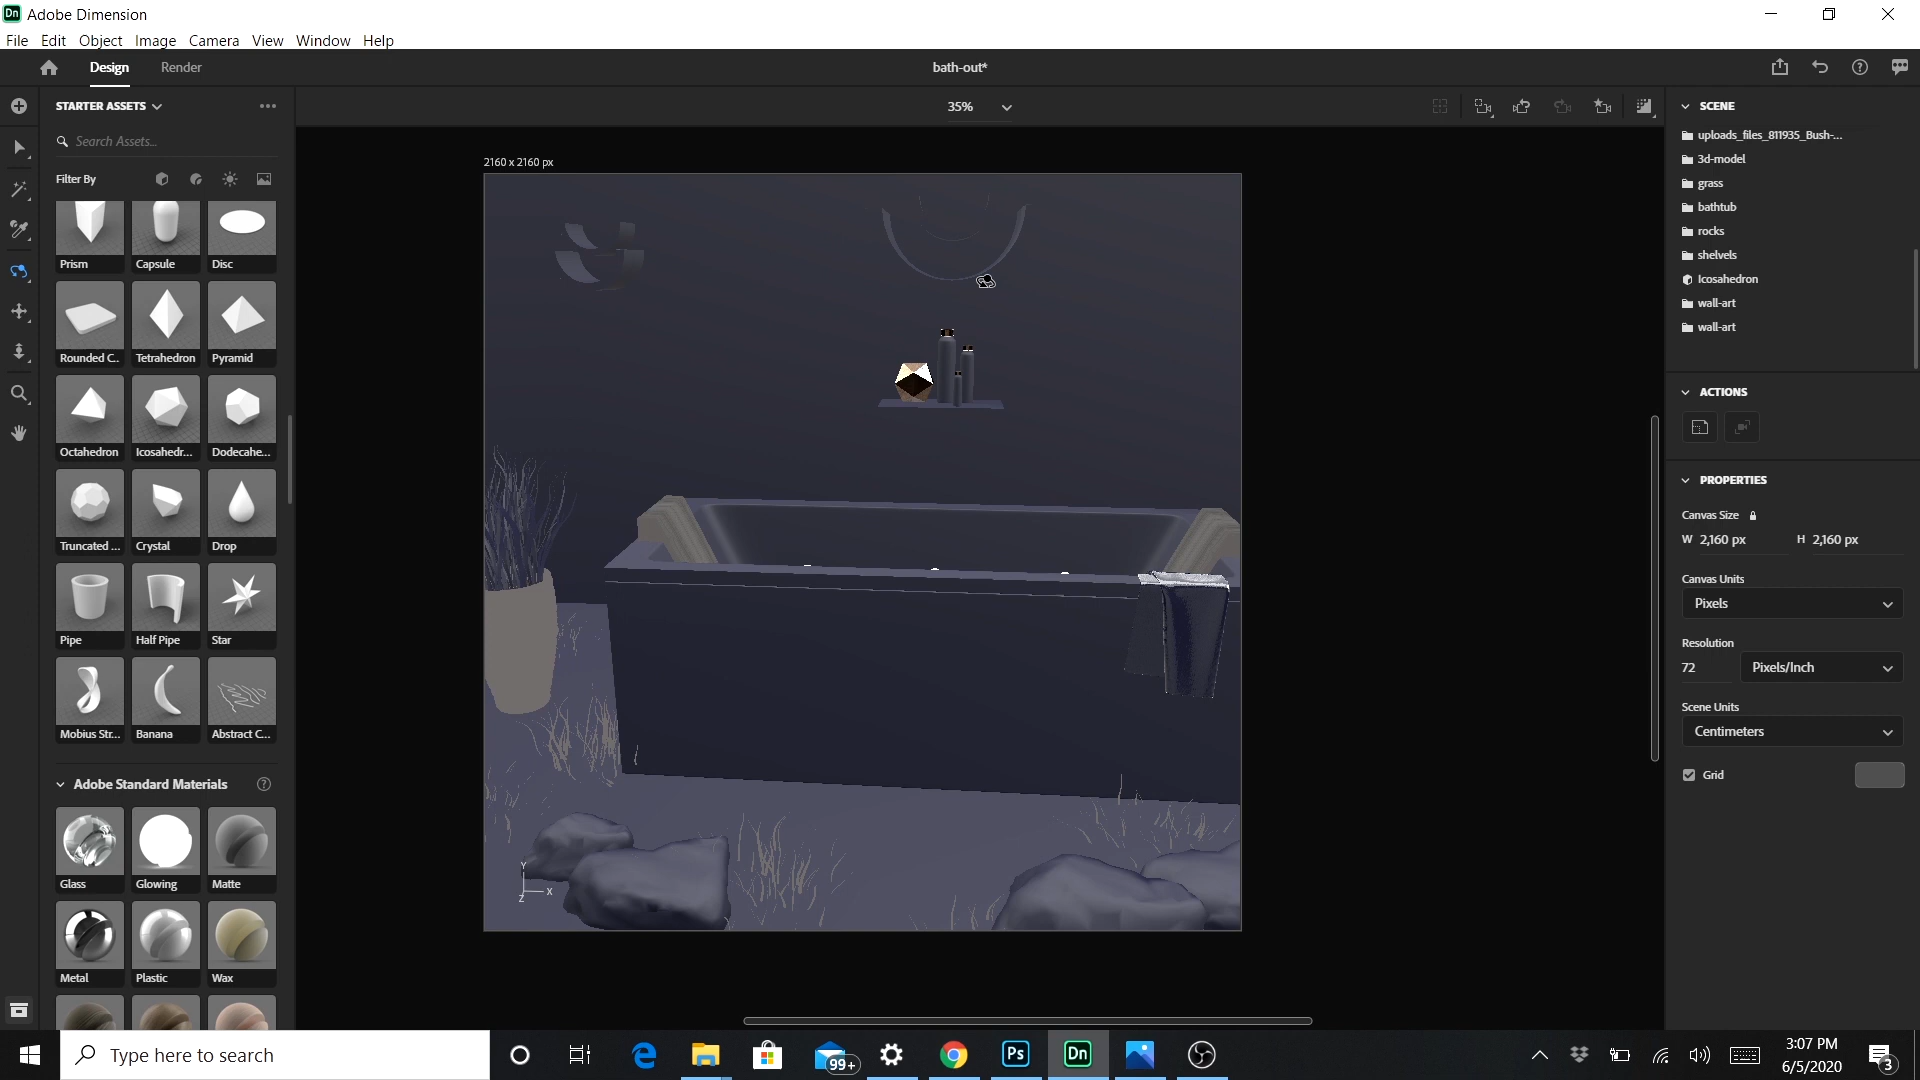 Dn Adobe Dimension
File Edit Object Image Camera View Window Help
Design Render bath-out*
STARTER ASSETS
35%
Search Assets...
Filter By
Prism Capsule Disc
Rounded C... Tetrahedron Pyramid
Octahedron Icosahedr... Dodecahe...
Truncated ... Crystal Drop
Pipe Half Pipe Star
Mobius Str... Banana Abstract C...
Adobe Standard Materials
Glass Glowing Matte
Metal Plastic Wax
2160 x 2160 px
Y
X
Z
SCENE
uploads_files_811935_Bush-...
3d-model
grass
bathtub
rocks
shelvels
Icosahedron
wall-art
wall-art
ACTIONS
PROPERTIES
Canvas Size
W 2,160 px H 2,160 px
Canvas Units
Pixels
Resolution
72 Pixels/Inch
Scene Units
Centimeters
Grid
Type here to search
99+
Ps
Dn
3:07 PM
6/5/2020
3